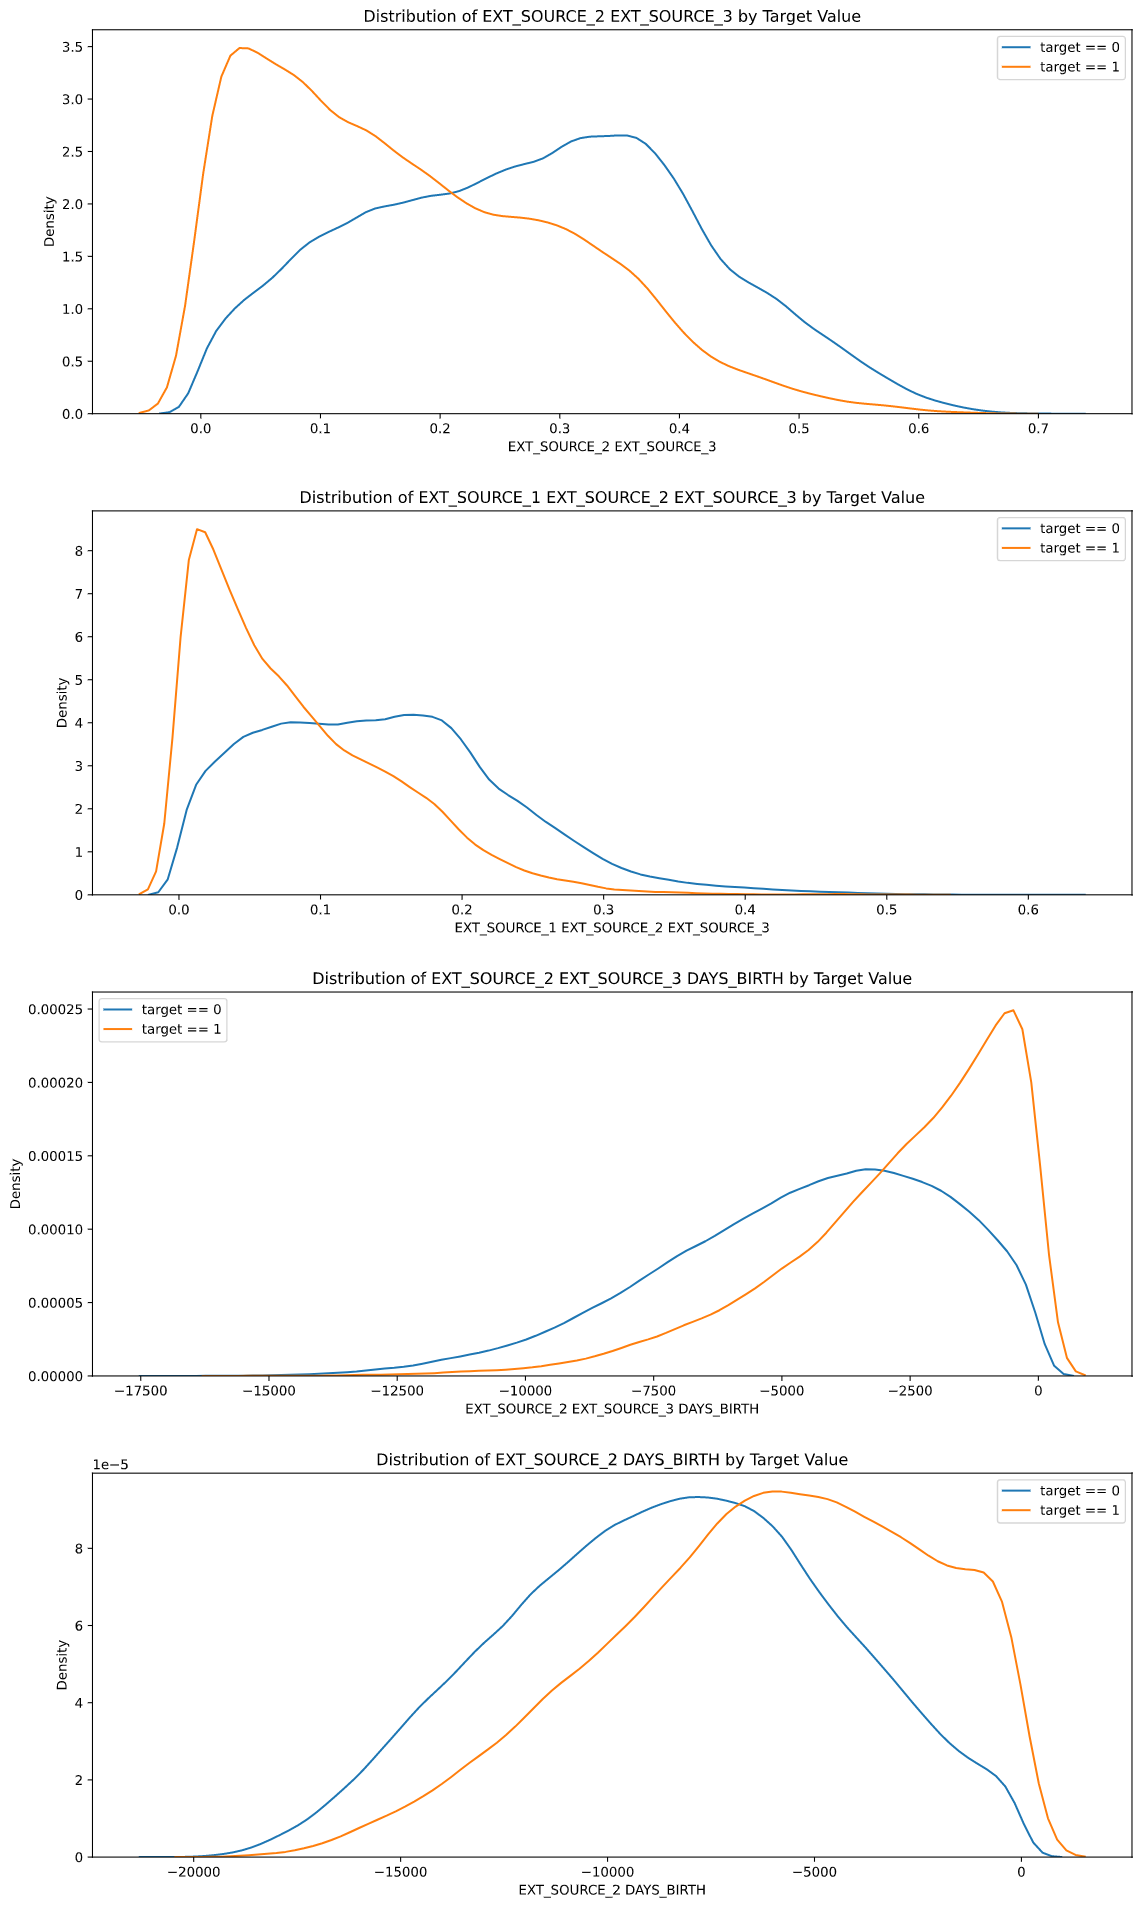 Distribution of EXT_SOURCE_2 EXT_SOURCE_3 by Target Value
target == 0
target == 1
3.5
3.0
2.5
2.0
1.5
1.0
0.5
0.0
Density
0.0 0.1 0.2 0.3 0.4 0.5 0.6 0.7
EXT_SOURCE_2 EXT_SOURCE_3
Distribution of EXT_SOURCE_1 EXT_SOURCE_2 EXT_SOURCE_3 by Target Value
target == 0
target == 1
8
7
6
5
4
3
2
1
0
Density
0.0 0.1 0.2 0.3 0.4 0.5 0.6
EXT_SOURCE_1 EXT_SOURCE_2 EXT_SOURCE_3
Distribution of EXT_SOURCE_2 EXT_SOURCE_3 DAYS_BIRTH by Target Value
target == 0
target == 1
0.00025
0.00020
0.00015
0.00010
0.00005
0.00000
Density
−17500 −15000 −12500 −10000 −7500 −5000 −2500 0
EXT_SOURCE_2 EXT_SOURCE_3 DAYS_BIRTH
Distribution of EXT_SOURCE_2 DAYS_BIRTH by Target Value
1e−5
target == 0
target == 1
8
6
4
2
0
Density
−20000 −15000 −10000 −5000 0
EXT_SOURCE_2 DAYS_BIRTH